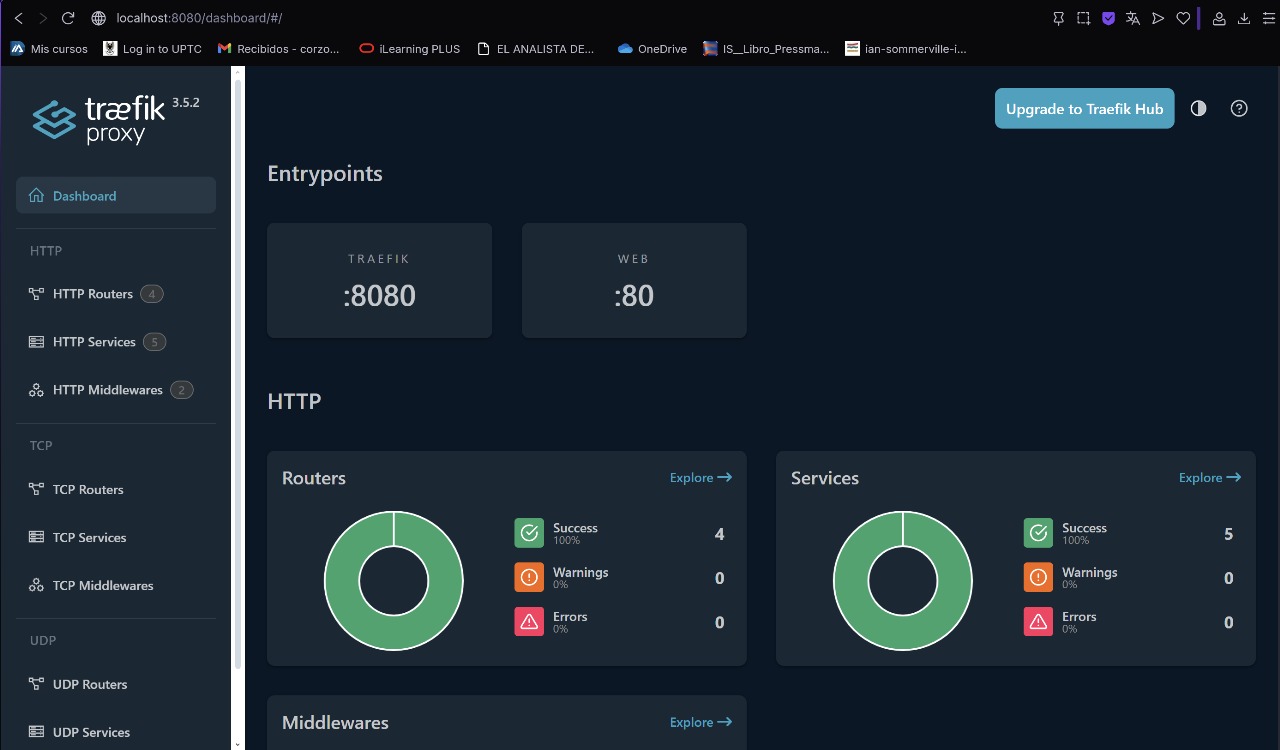 localhost:8080/dashboard/#/
Mis cursos
Log in to UPTC
Recibidos - corzo...
iLearning PLUS
EL ANALISTA DE...
OneDrive
IS__Libro_Pressma...
ian-sommerville-i...
træfik 3.5.2
proxy
Dashboard
HTTP
HTTP Routers 4
HTTP Services 5
HTTP Middlewares 2
TCP
TCP Routers
TCP Services
TCP Middlewares
UDP
UDP Routers
UDP Services
Upgrade to Traefik Hub
Entrypoints
TRAEFIK
:8080
WEB
:80
HTTP
Routers
Explore
Success 4
100%
Warnings 0
0%
Errors 0
0%
Services
Explore
Success 5
100%
Warnings 0
0%
Errors 0
0%
Middlewares
Explore